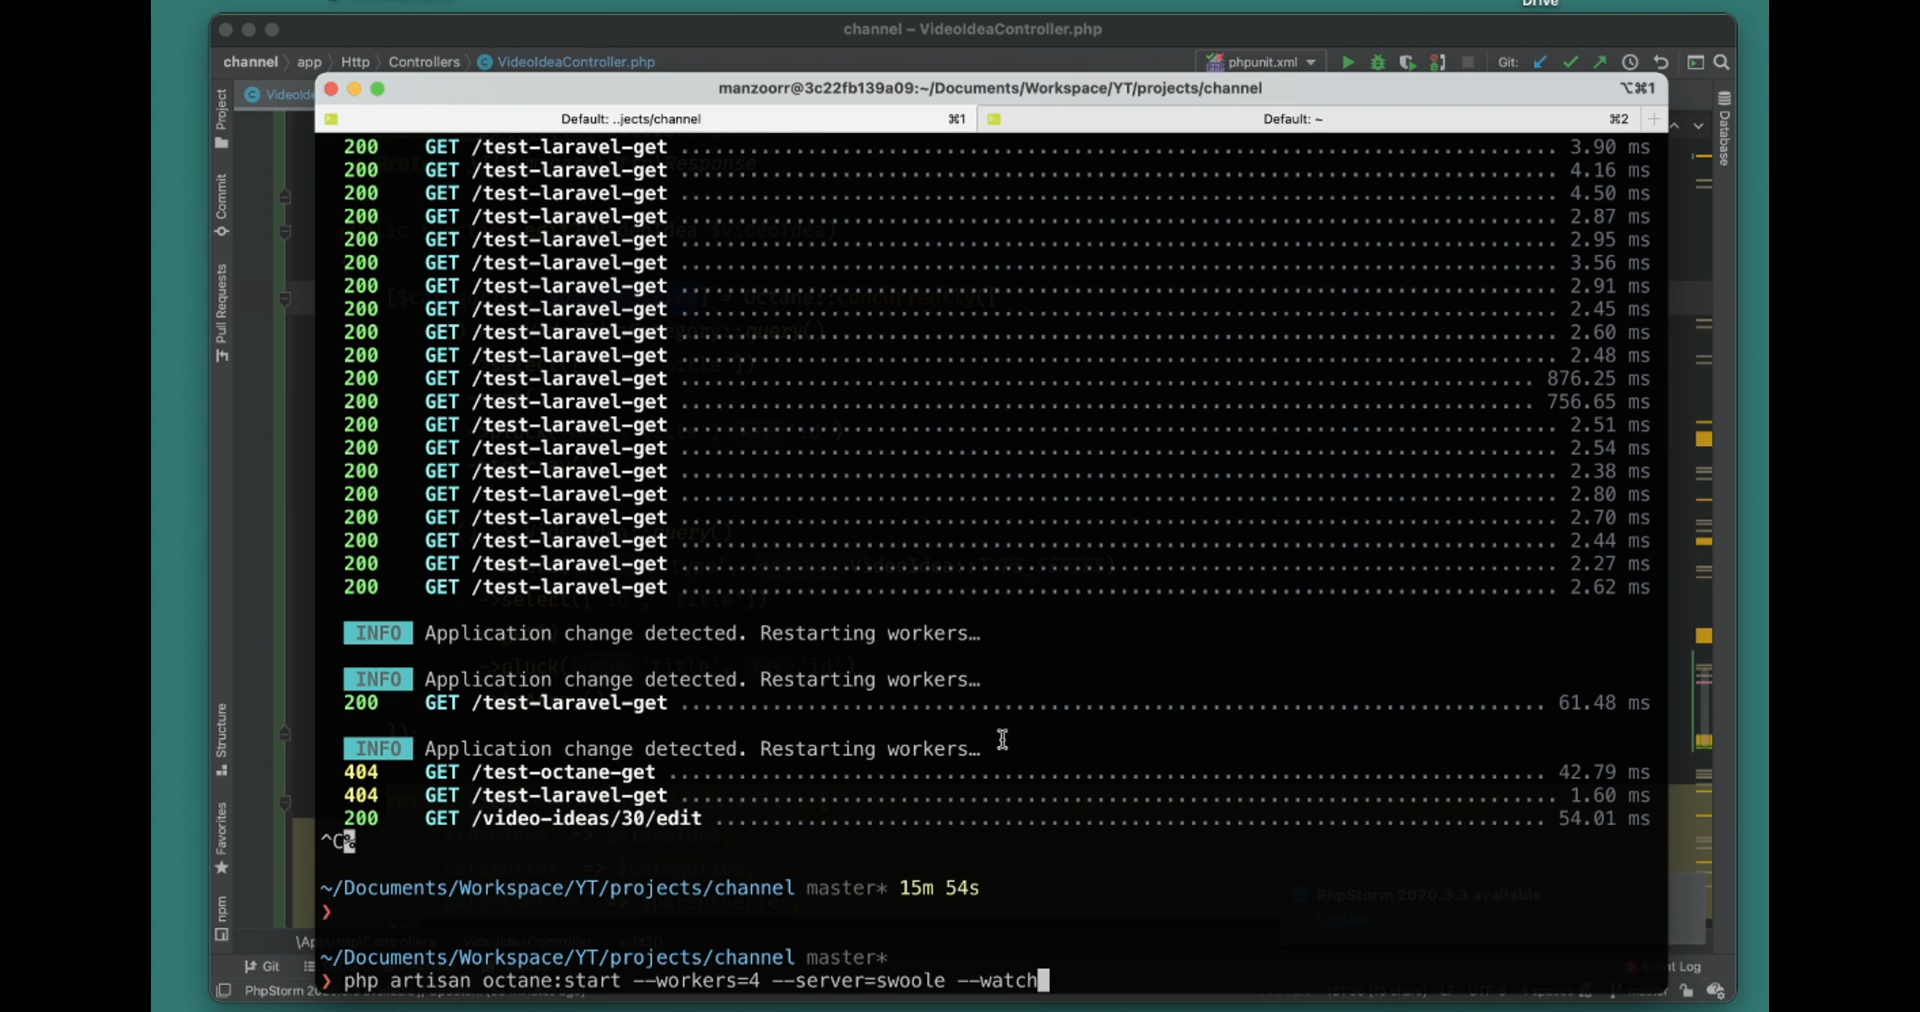 Drive
channel – VideoIdeaController.php
channel
app
Http
Controllers
VideoIdeaController.php
phpunit.xml
Git:
manzoorr@3c22fb139a09:~/Documents/Workspace/YT/projects/channel
⌥⌘1
Default: ..jects/channel ⌘1
Default: ~ ⌘2
Project
Commit
Pull Requests
Structure
Favorites
npm
Database
200 GET /test-laravel-get 3.90 ms
200 GET /test-laravel-get 4.16 ms
200 GET /test-laravel-get 4.50 ms
200 GET /test-laravel-get 2.87 ms
200 GET /test-laravel-get 2.95 ms
200 GET /test-laravel-get 3.56 ms
200 GET /test-laravel-get 2.91 ms
200 GET /test-laravel-get 2.45 ms
200 GET /test-laravel-get 2.60 ms
200 GET /test-laravel-get 2.48 ms
200 GET /test-laravel-get 876.25 ms
200 GET /test-laravel-get 756.65 ms
200 GET /test-laravel-get 2.51 ms
200 GET /test-laravel-get 2.54 ms
200 GET /test-laravel-get 2.38 ms
200 GET /test-laravel-get 2.80 ms
200 GET /test-laravel-get 2.70 ms
200 GET /test-laravel-get 2.44 ms
200 GET /test-laravel-get 2.27 ms
200 GET /test-laravel-get 2.62 ms
INFO Application change detected. Restarting workers…
INFO Application change detected. Restarting workers…
200 GET /test-laravel-get 61.48 ms
INFO Application change detected. Restarting workers…
404 GET /test-octane-get 42.79 ms
404 GET /test-laravel-get 1.60 ms
200 GET /video-ideas/30/edit 54.01 ms
^C%
~/Documents/Workspace/YT/projects/channel master* 15m 54s
❯
PhpStorm 2020.3.3 available
Update...
~/Documents/Workspace/YT/projects/channel master*
❯ php artisan octane:start --workers=4 --server=swoole --watch
Git
Event Log